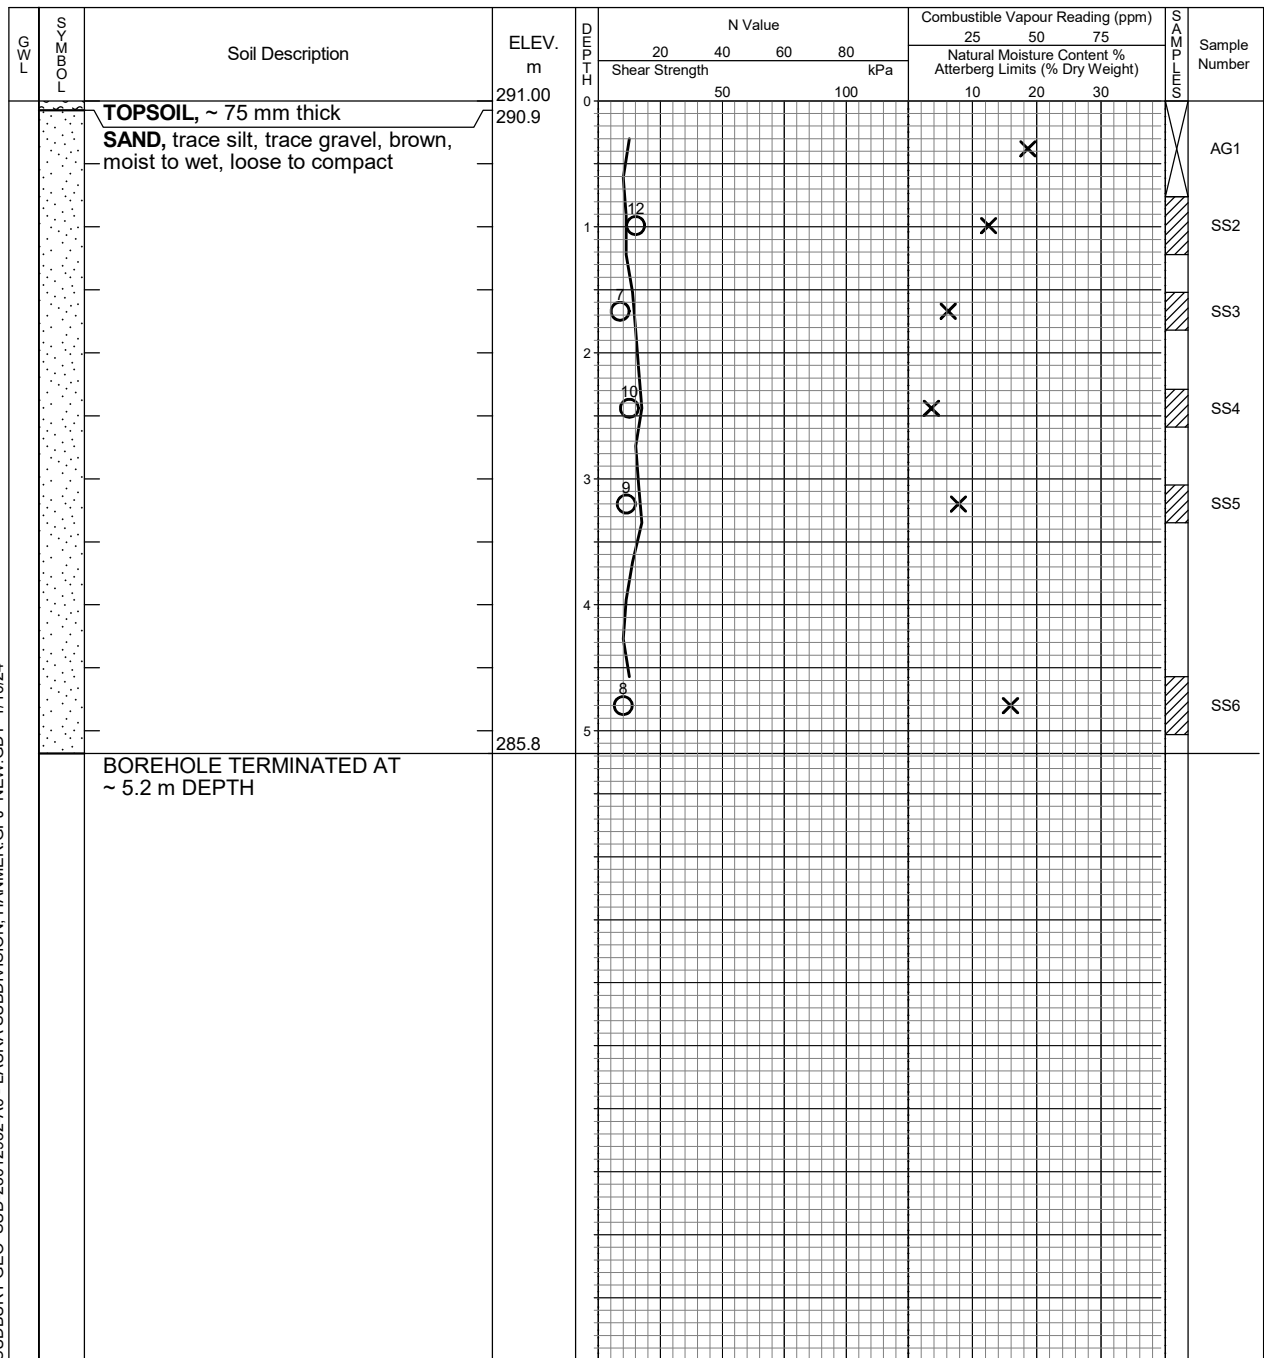 GWL
SYMBOL
Soil Description
ELEV.
m
DEPTH
N Value
20 40 60 80
Shear Strength kPa
50 100
Combustible Vapour Reading (ppm)
25 50 75
Natural Moisture Content %
Atterberg Limits (% Dry Weight)
10 20 30
SAMPLES
Sample
Number
291.00
0
TOPSOIL, ~ 75 mm thick
290.9
SAND, trace silt, trace gravel, brown,
moist to wet, loose to compact
AG1
12
1
SS2
7
SS3
2
10
SS4
3
9
SS5
4
8
SS6
5
285.8
BOREHOLE TERMINATED AT
~ 5.2 m DEPTH